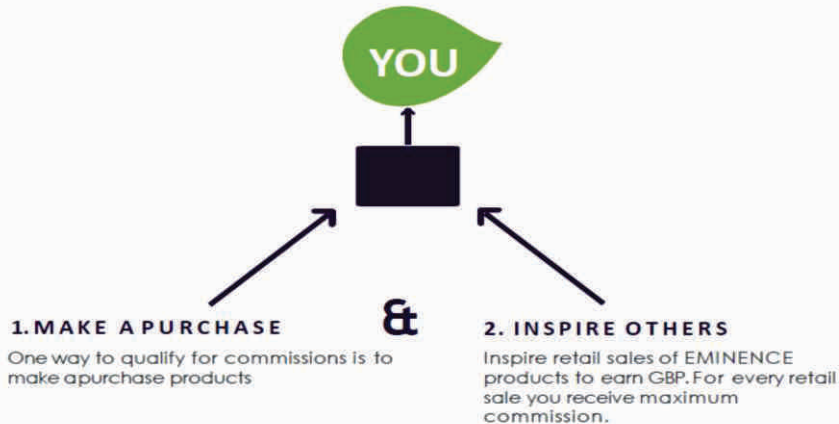 YOU
&
1. MAKE A PURCHASE
One way to qualify for commissions is to
make apurchase products
2. INSPIRE OTHERS
Inspire retail sales of EMINENCE
products to earn GBP. For every retail
sale you receive maximum
commission.